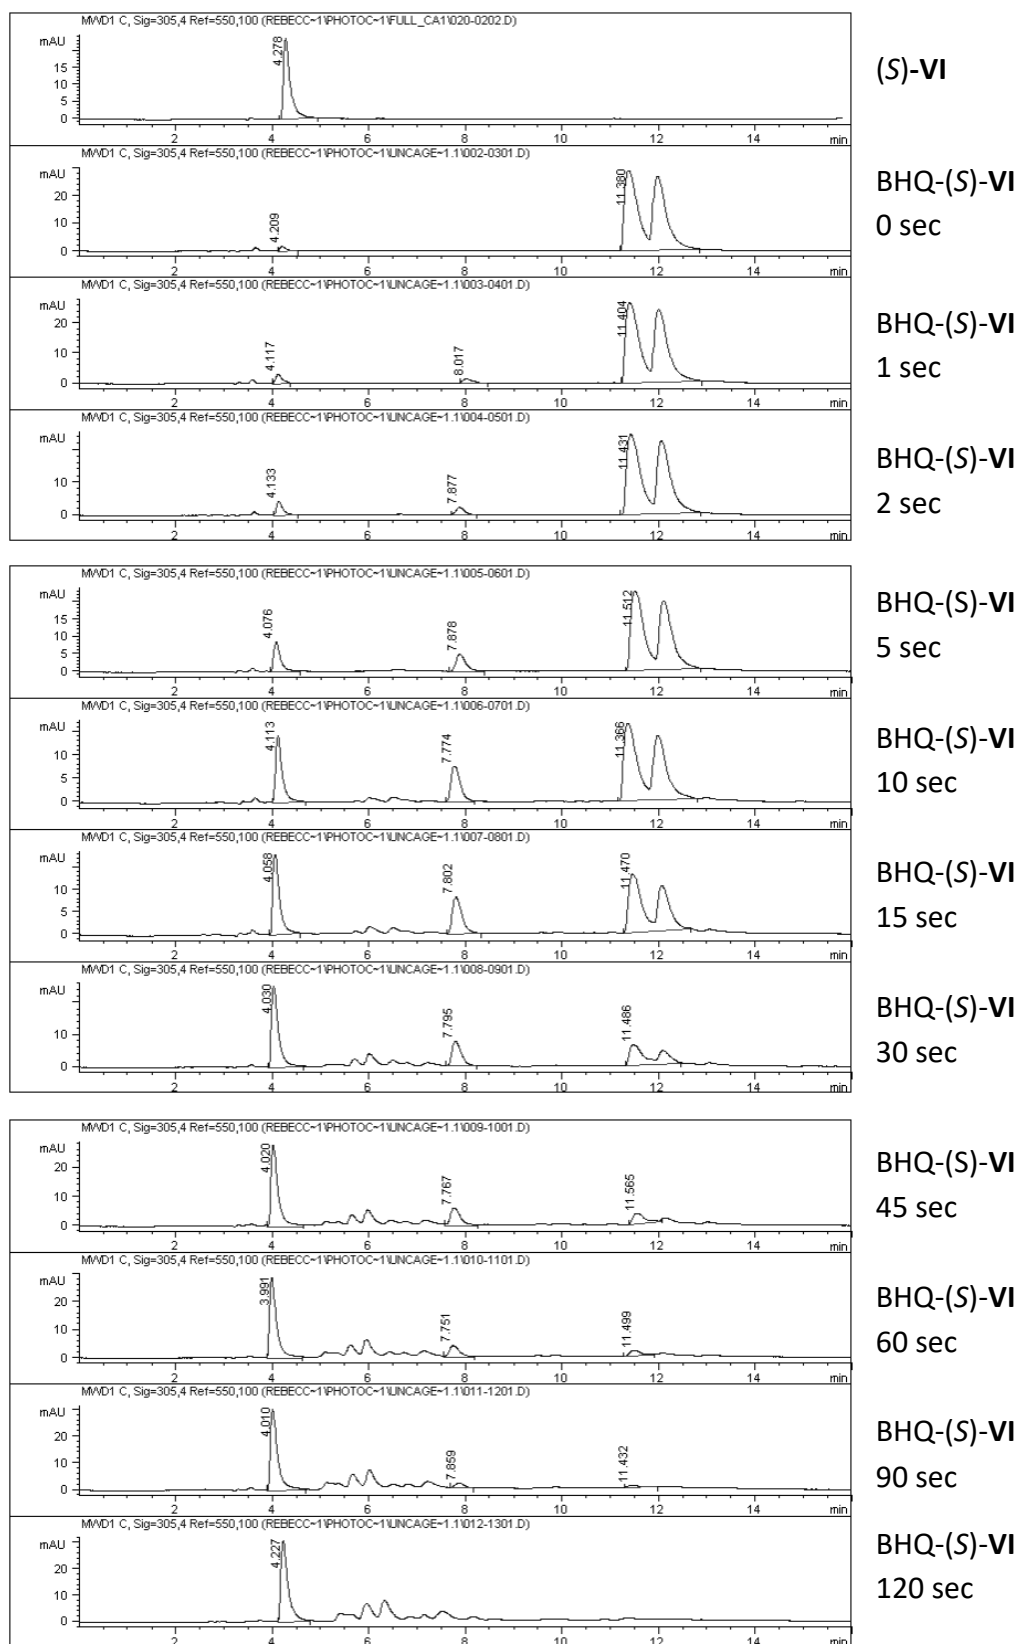 MWD1 C, Sig=305,4 Ref=550,100 (REBECC~1\PHOTOC~1\FULL_CA1\020-0202.D)
mAU
15
10
5
0
4.278
2 4 6 8 10 12 14 min
(S)-VI
MWD1 C, Sig=305,4 Ref=550,100 (REBECC~1\PHOTOC~1\UNCAGE~1.1\002-0301.D)
mAU
20
10
0
4.209
11.380
2 4 6 8 10 12 14 min
BHQ-(S)-VI
0 sec
MWD1 C, Sig=305,4 Ref=550,100 (REBECC~1\PHOTOC~1\UNCAGE~1.1\003-0401.D)
mAU
20
10
0
4.117
8.017
11.404
2 4 6 8 10 12 14 min
BHQ-(S)-VI
1 sec
MWD1 C, Sig=305,4 Ref=550,100 (REBECC~1\PHOTOC~1\UNCAGE~1.1\004-0501.D)
mAU
10
0
4.133
7.877
11.431
2 4 6 8 10 12 14 min
BHQ-(S)-VI
2 sec
MWD1 C, Sig=305,4 Ref=550,100 (REBECC~1\PHOTOC~1\UNCAGE~1.1\005-0601.D)
mAU
15
10
5
0
4.076
7.878
11.512
2 4 6 8 10 12 14 min
BHQ-(S)-VI
5 sec
MWD1 C, Sig=305,4 Ref=550,100 (REBECC~1\PHOTOC~1\UNCAGE~1.1\006-0701.D)
mAU
10
5
0
4.113
7.774
11.366
2 4 6 8 10 12 14 min
BHQ-(S)-VI
10 sec
MWD1 C, Sig=305,4 Ref=550,100 (REBECC~1\PHOTOC~1\UNCAGE~1.1\007-0801.D)
mAU
10
5
0
4.058
7.802
11.470
2 4 6 8 10 12 14 min
BHQ-(S)-VI
15 sec
MWD1 C, Sig=305,4 Ref=550,100 (REBECC~1\PHOTOC~1\UNCAGE~1.1\008-0901.D)
mAU
10
0
4.030
7.795
11.486
2 4 6 8 10 12 14 min
BHQ-(S)-VI
30 sec
MWD1 C, Sig=305,4 Ref=550,100 (REBECC~1\PHOTOC~1\UNCAGE~1.1\009-1001.D)
mAU
20
10
0
4.020
7.767
11.565
2 4 6 8 10 12 14 min
BHQ-(S)-VI
45 sec
MWD1 C, Sig=305,4 Ref=550,100 (REBECC~1\PHOTOC~1\UNCAGE~1.1\010-1101.D)
mAU
20
10
0
3.991
7.751
11.499
2 4 6 8 10 12 14 min
BHQ-(S)-VI
60 sec
MWD1 C, Sig=305,4 Ref=550,100 (REBECC~1\PHOTOC~1\UNCAGE~1.1\011-1201.D)
mAU
20
10
0
4.010
7.859
11.432
2 4 6 8 10 12 14 min
BHQ-(S)-VI
90 sec
MWD1 C, Sig=305,4 Ref=550,100 (REBECC~1\PHOTOC~1\UNCAGE~1.1\012-1301.D)
mAU
20
10
0
4.227
2 4 6 8 10 12 14 min
BHQ-(S)-VI
120 sec